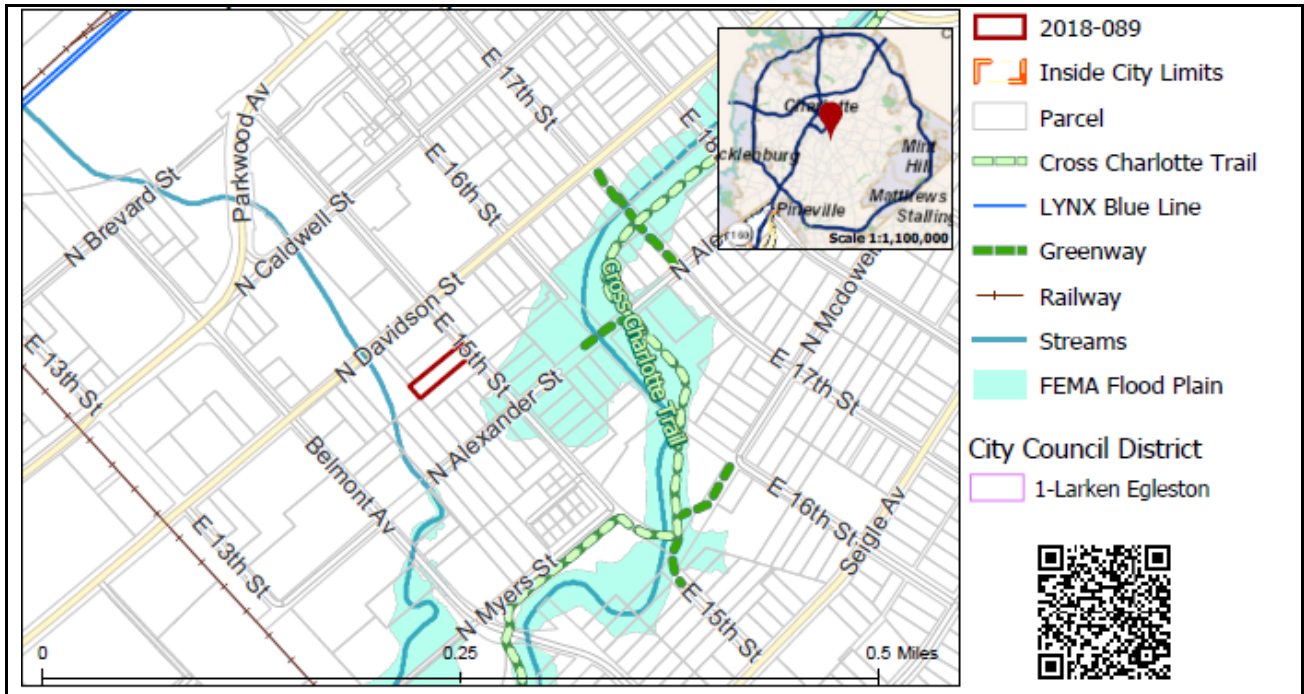 Parkwood Av
E 17th St
E 18
E 16th St
N Brevard St
N Caldwell St
N Davidson St
E 15th St
N Alexander St
N Ale
N Mcdowell
Cross Charlotte Trail
E 13th St
Belmont Av
E 17th St
E 13th St
E 16th St
Seigle Av
N Myers St
E 15th St
0
0.25
0.5 Miles
Charlotte
cklenburg
Mint
Hill
Matthews
Pineville
Stalling
Scale 1:1,100,000
2018-089
Inside City Limits
Parcel
Cross Charlotte Trail
LYNX Blue Line
Greenway
Railway
Streams
FEMA Flood Plain
City Council District
1-Larken Egleston